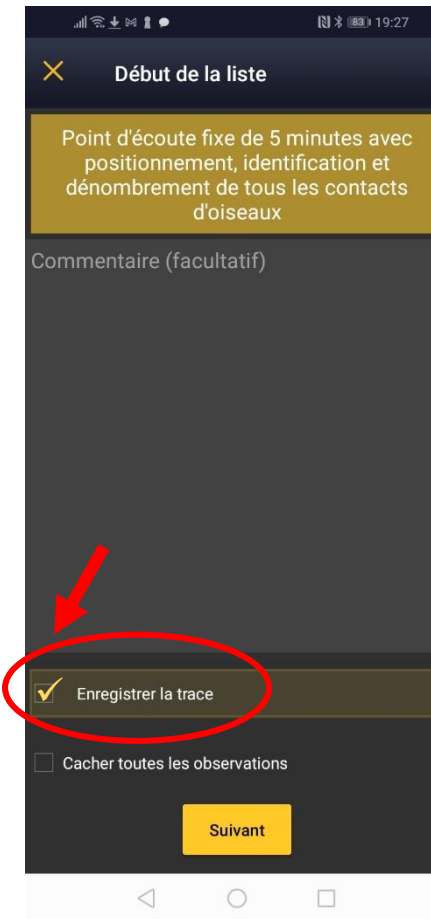 83 19:27
Début de la liste
Point d'écoute fixe de 5 minutes avec
positionnement, identification et
dénombrement de tous les contacts
d'oiseaux
Commentaire (facultatif)
Enregistrer la trace
Cacher toutes les observations
Suivant